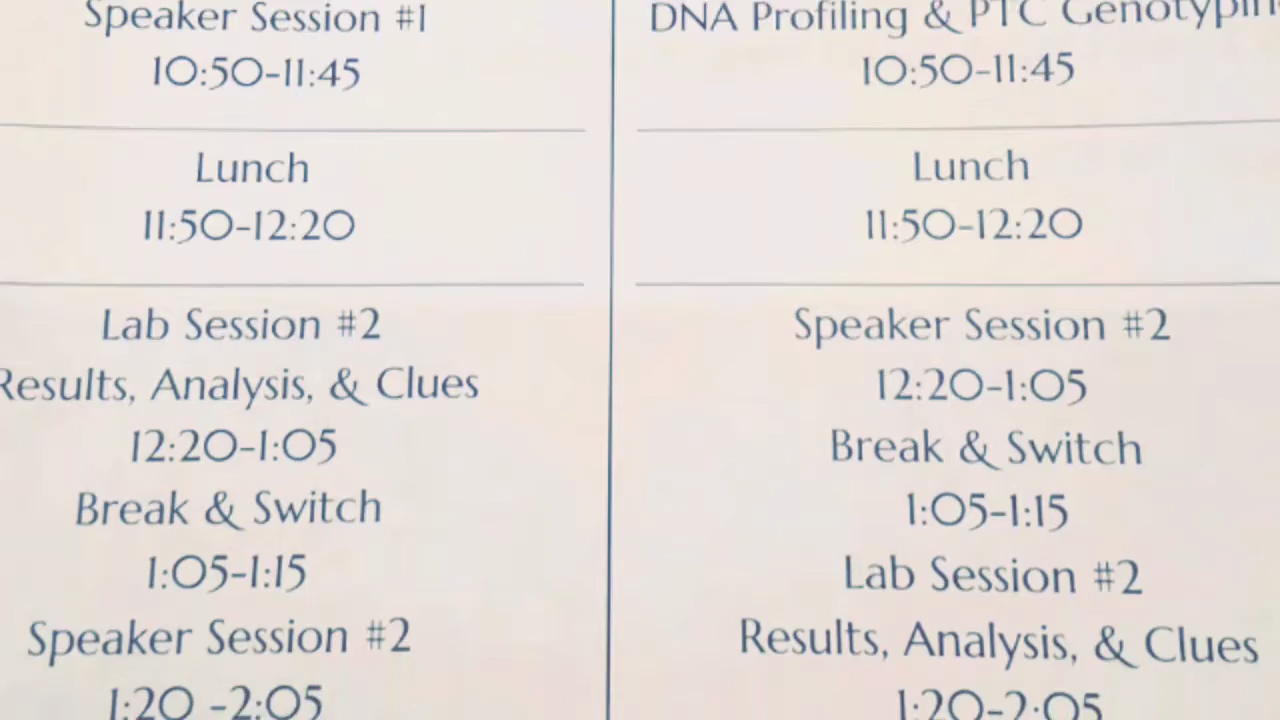 Speaker Session #1
10:50-11:45
Lunch
11:50-12:20
Lab Session #2
Results, Analysis, & Clues
12:20-1:05
Break & Switch
1:05-1:15
Speaker Session #2
1:20 -2:05
DNA Profiling & PTC Genotyping
10:50-11:45
Lunch
11:50-12:20
Speaker Session #2
12:20-1:05
Break & Switch
1:05-1:15
Lab Session #2
Results, Analysis, & Clues
1:20-2:05